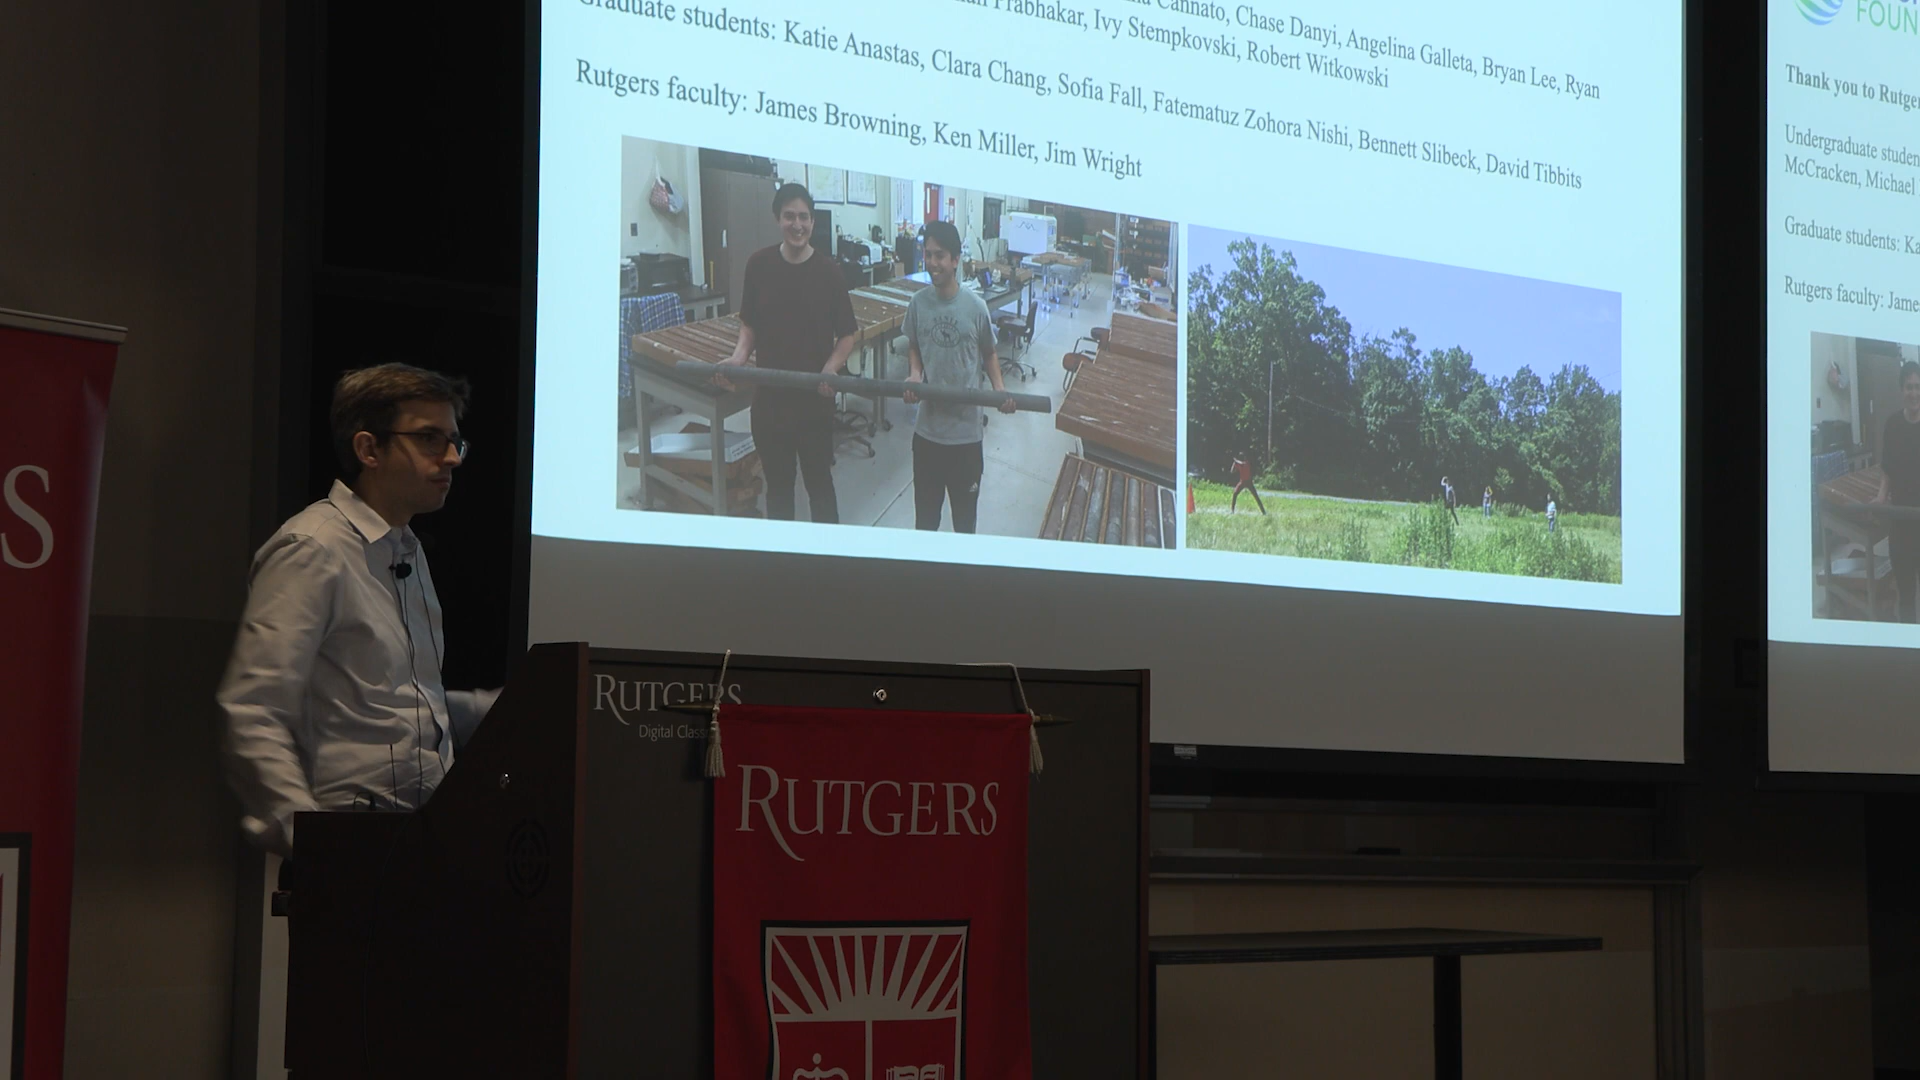 Cannato, Chase Danyi, Angelina Galleta, Bryan Lee, Ryan
Prabhakar, Ivy Stempkovski, Robert Witkowski
Graduate students: Katie Anastas, Clara Chang, Sofia Fall, Fatematuz Zohora Nishi, Bennett Slibeck, David Tibbits
Rutgers faculty: James Browning, Ken Miller, Jim Wright
FOUN
Thank you to Rutge
Undergraduate studen
McCracken, Michael
Graduate students: Ka
Rutgers faculty: Jame
S
RUTGERS
Digital Class
RUTGERS